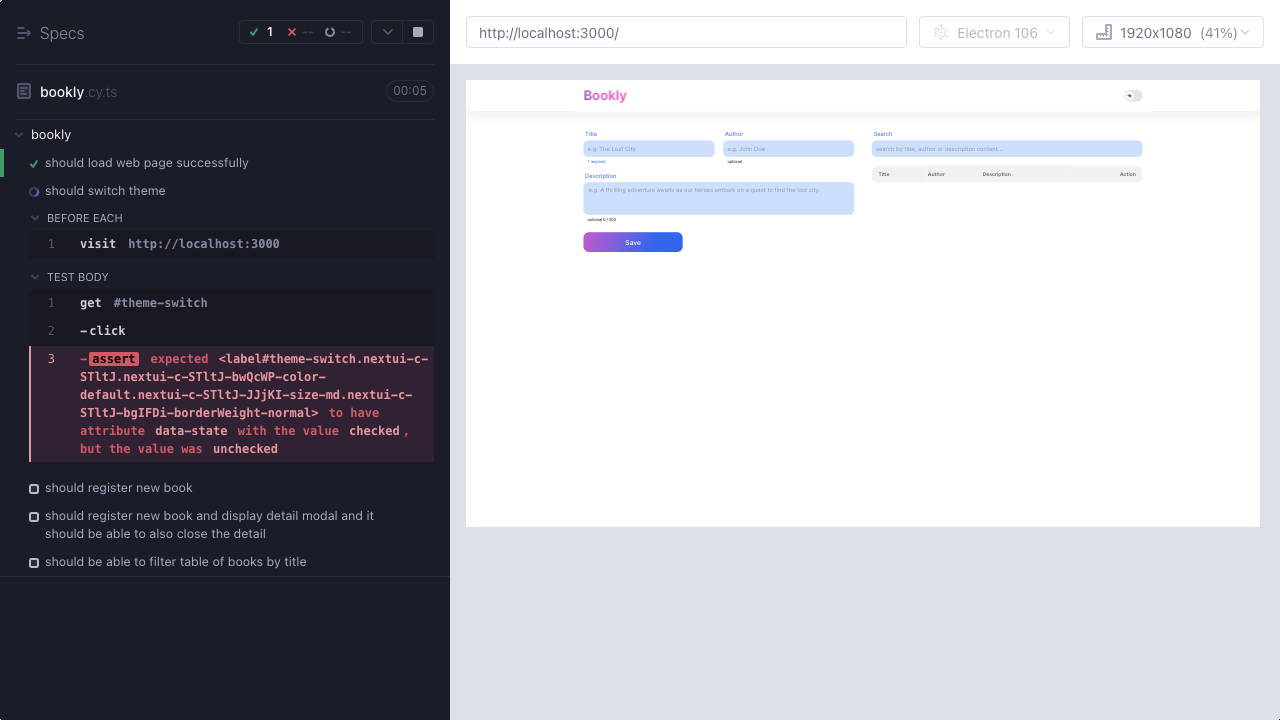 Specs
1
--
--
bookly.cy.ts
00:05
bookly
should load web page successfully
should switch theme
BEFORE EACH
1 visit http://localhost:3000
TEST BODY
1 get #theme-switch
2 -click
3 -assert expected <label#theme-switch.nextui-c-
STltJ.nextui-c-STltJ-bwQcWP-color-
default.nextui-c-STltJ-JJjKI-size-md.nextui-c-
STltJ-bgIFDi-borderWeight-normal> to have
attribute data-state with the value checked,
but the value was unchecked
should register new book
should register new book and display detail modal and it
should be able to also close the detail
should be able to filter table of books by title
http://localhost:3000/
Electron 106
1920x1080 (41%)
Bookly
Title
e.g. The Lost City
* required
Author
e.g. John Doe
optional
Description
e.g. A thrilling adventure awaits as our heroes embark on a quest to find the lost city.
optional 0 / 300
Save
Search
search by title, author or description content...
Title Author Description Action